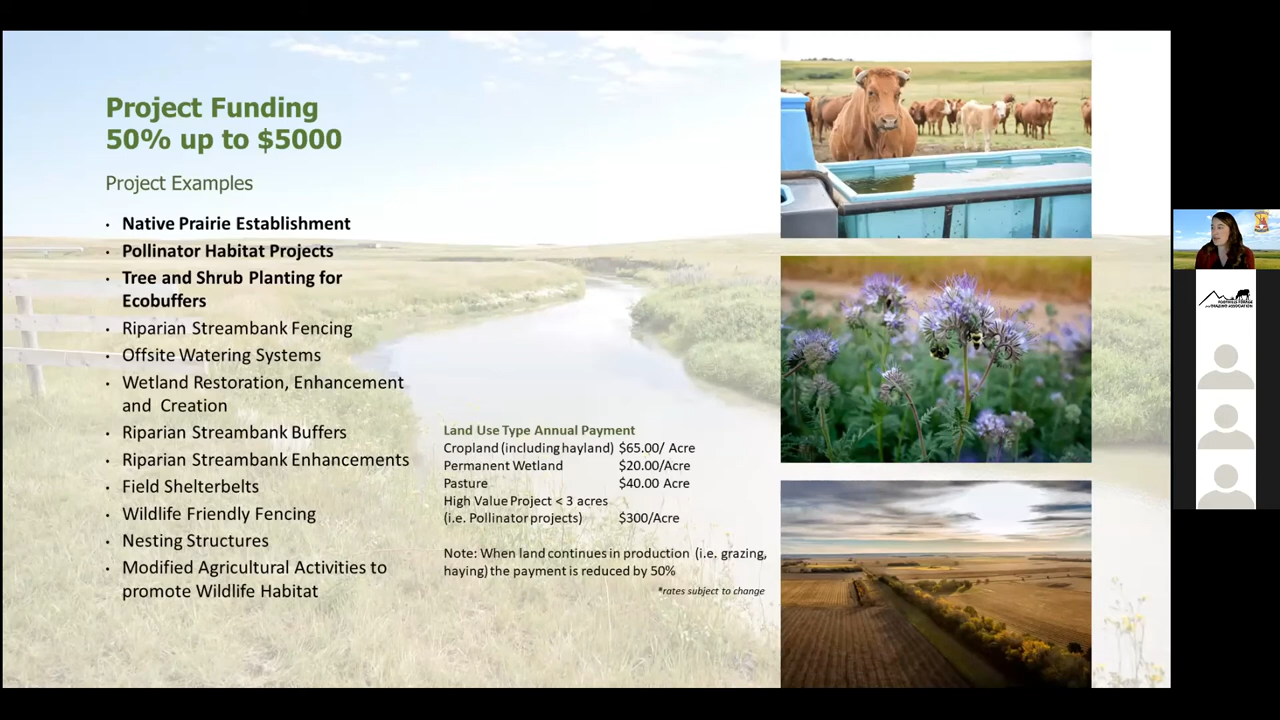 Project Funding
50% up to $5000
Project Examples
• Native Prairie Establishment
• Pollinator Habitat Projects
• Tree and Shrub Planting for
Ecobuffers
• Riparian Streambank Fencing
• Offsite Watering Systems
• Wetland Restoration, Enhancement
and Creation
• Riparian Streambank Buffers
• Riparian Streambank Enhancements
• Field Shelterbelts
• Wildlife Friendly Fencing
• Nesting Structures
• Modified Agricultural Activities to
promote Wildlife Habitat
Land Use Type Annual Payment
Cropland (including hayland) $65.00/ Acre
Permanent Wetland $20.00/Acre
Pasture $40.00 Acre
High Value Project < 3 acres
(i.e. Pollinator projects) $300/Acre
Note: When land continues in production (i.e. grazing,
haying) the payment is reduced by 50%
*rates subject to change
FOOTHILLS FORAGE
AND GRAZING ASSOCIATION